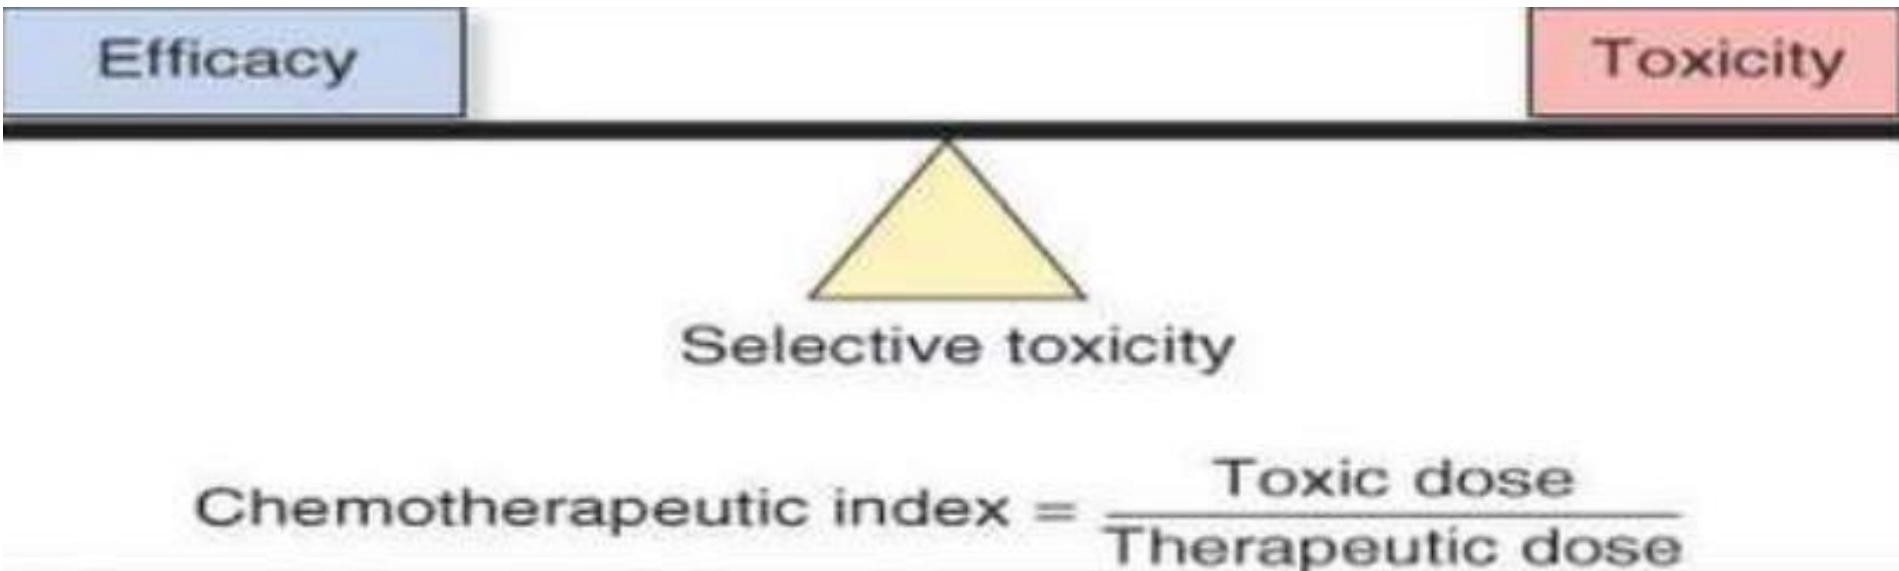 Efficacy
Toxicity
Selective toxicity
Chemotherapeutic index = Toxic dose
Therapeutic dose